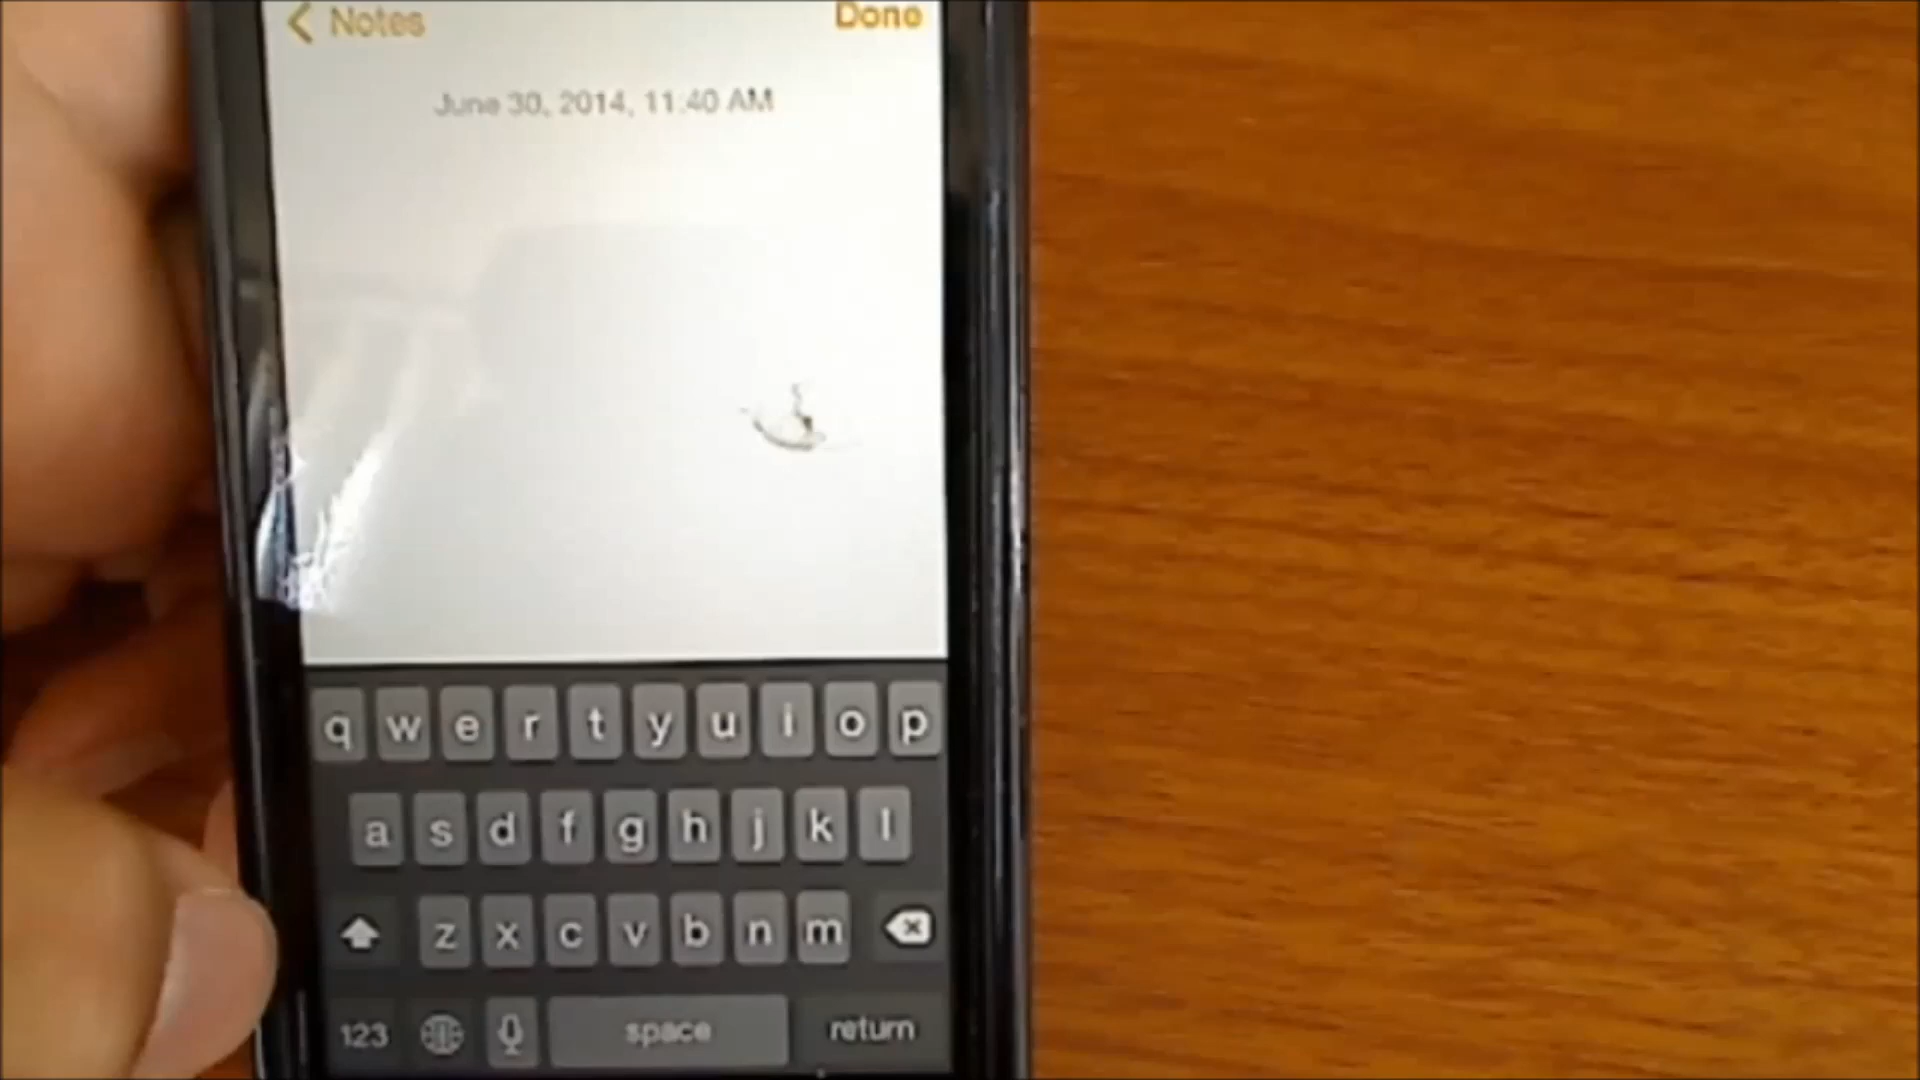 Notes Done
June 30, 2014, 11:40 AM
q w e r t y u i o p
a s d f g h j k l
z x c v b n m
123 space return